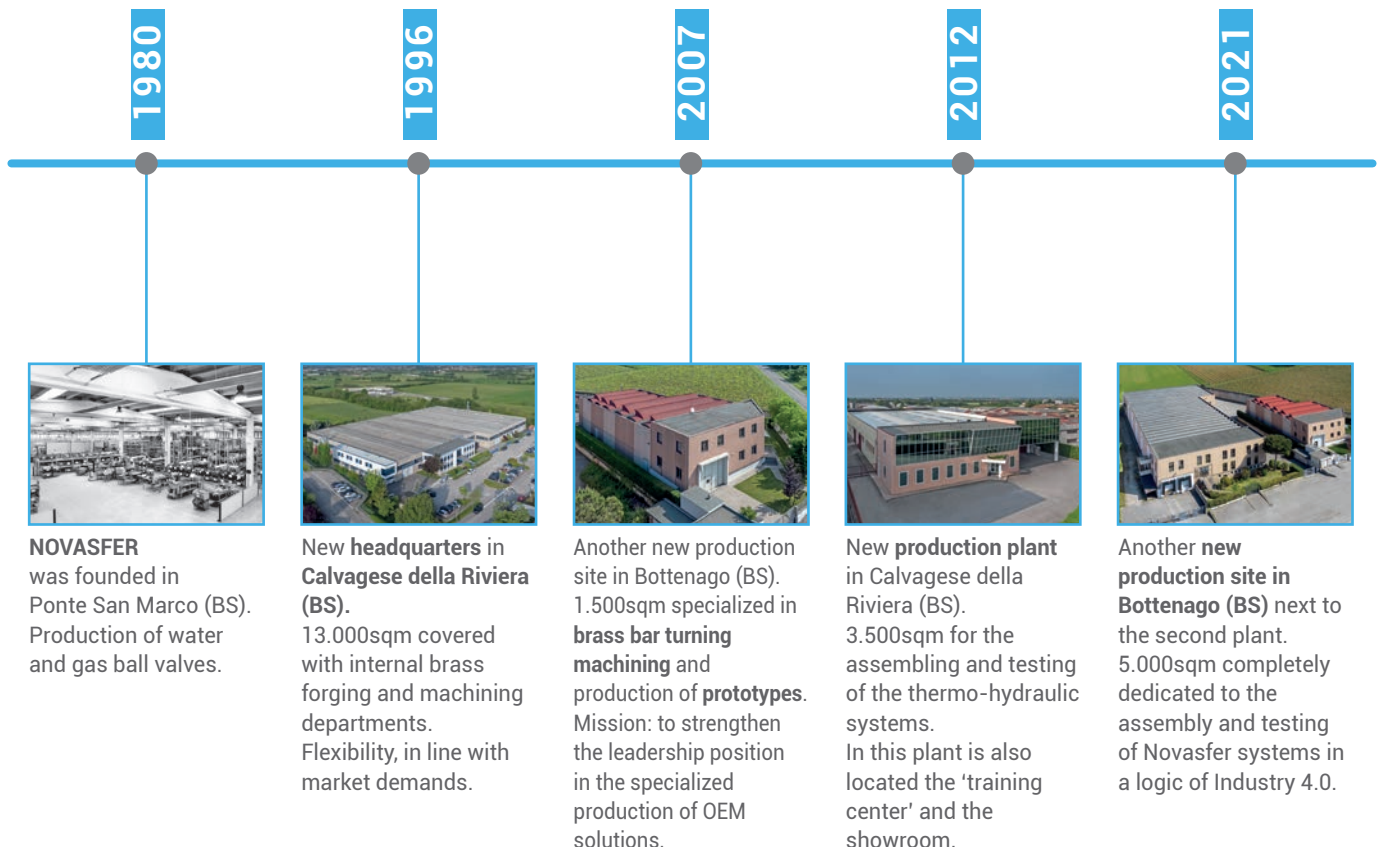 1980
1996
2007
2012
2021
NOVASFER
was founded in
Ponte San Marco (BS).
Production of water
and gas ball valves.
New headquarters in
Calvagese della Riviera
(BS).
13.000sqm covered
with internal brass
forging and machining
departments.
Flexibility, in line with
market demands.
Another new production
site in Bottenago (BS).
1.500sqm specialized in
brass bar turning
machining and
production of prototypes.
Mission: to strengthen
the leadership position
in the specialized
production of OEM
solutions.
New production plant
in Calvagese della
Riviera (BS).
3.500sqm for the
assembling and testing
of the thermo-hydraulic
systems.
In this plant is also
located the ‘training
center’ and the
showroom.
Another new
production site in
Bottenago (BS) next to
the second plant.
5.000sqm completely
dedicated to the
assembly and testing
of Novasfer systems in
a logic of Industry 4.0.